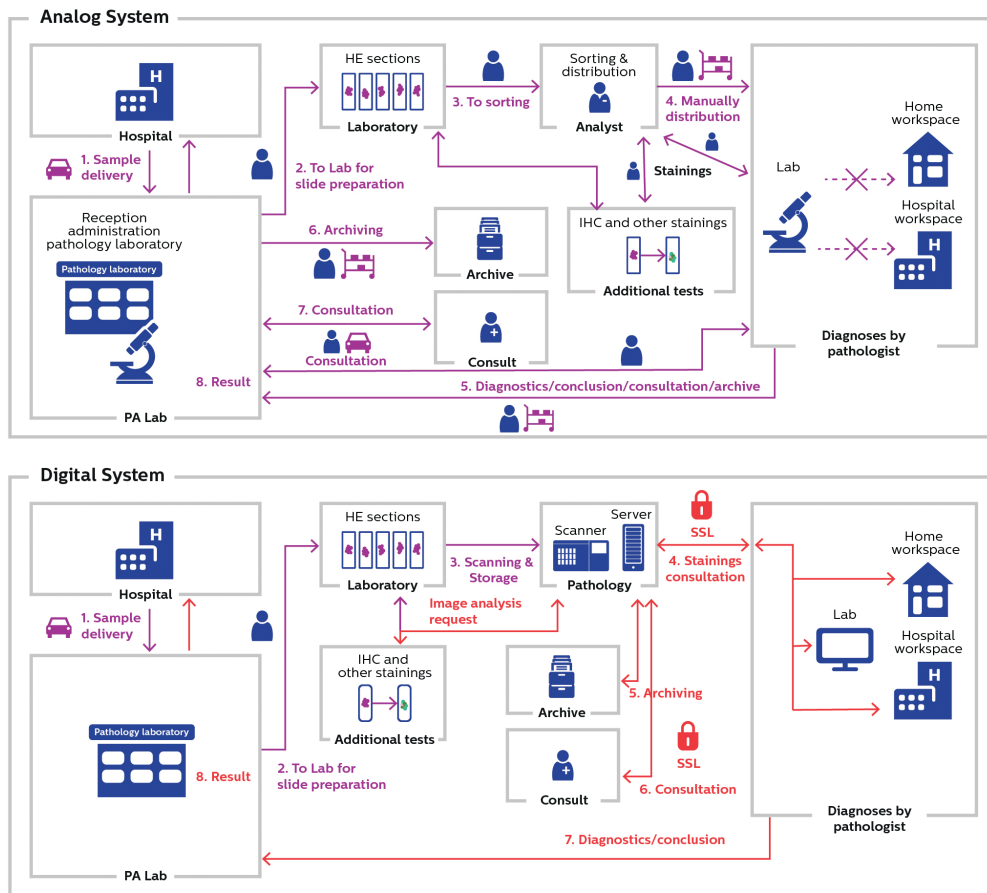 Analog System
H
Hospital
1. Sample
delivery
Reception
administration
pathology laboratory
Pathology laboratory
8. Result
PA Lab
2. To Lab for
slide preparation
HE sections
Laboratory
3. To sorting
Sorting &
distribution
Analyst
4. Manually
distribution
Stainings
IHC and other stainings
Additional tests
6. Archiving
Archive
7. Consultation
Consultation
Consult
5. Diagnostics/conclusion/consultation/archive
Lab
Home
workspace
Hospital
workspace
H
Diagnoses by
pathologist
Digital System
H
Hospital
1. Sample
delivery
Pathology laboratory
8. Result
PA Lab
2. To Lab for
slide preparation
HE sections
Laboratory
3. Scanning &
Storage
Image analysis
request
IHC and
other stainings
Additional tests
Scanner
Server
Pathology
SSL
4. Stainings
consultation
Archive
5. Archiving
SSL
Consult
6. Consultation
7. Diagnostics/conclusion
Home
workspace
Lab
Hospital
workspace
H
Diagnoses by
pathologist